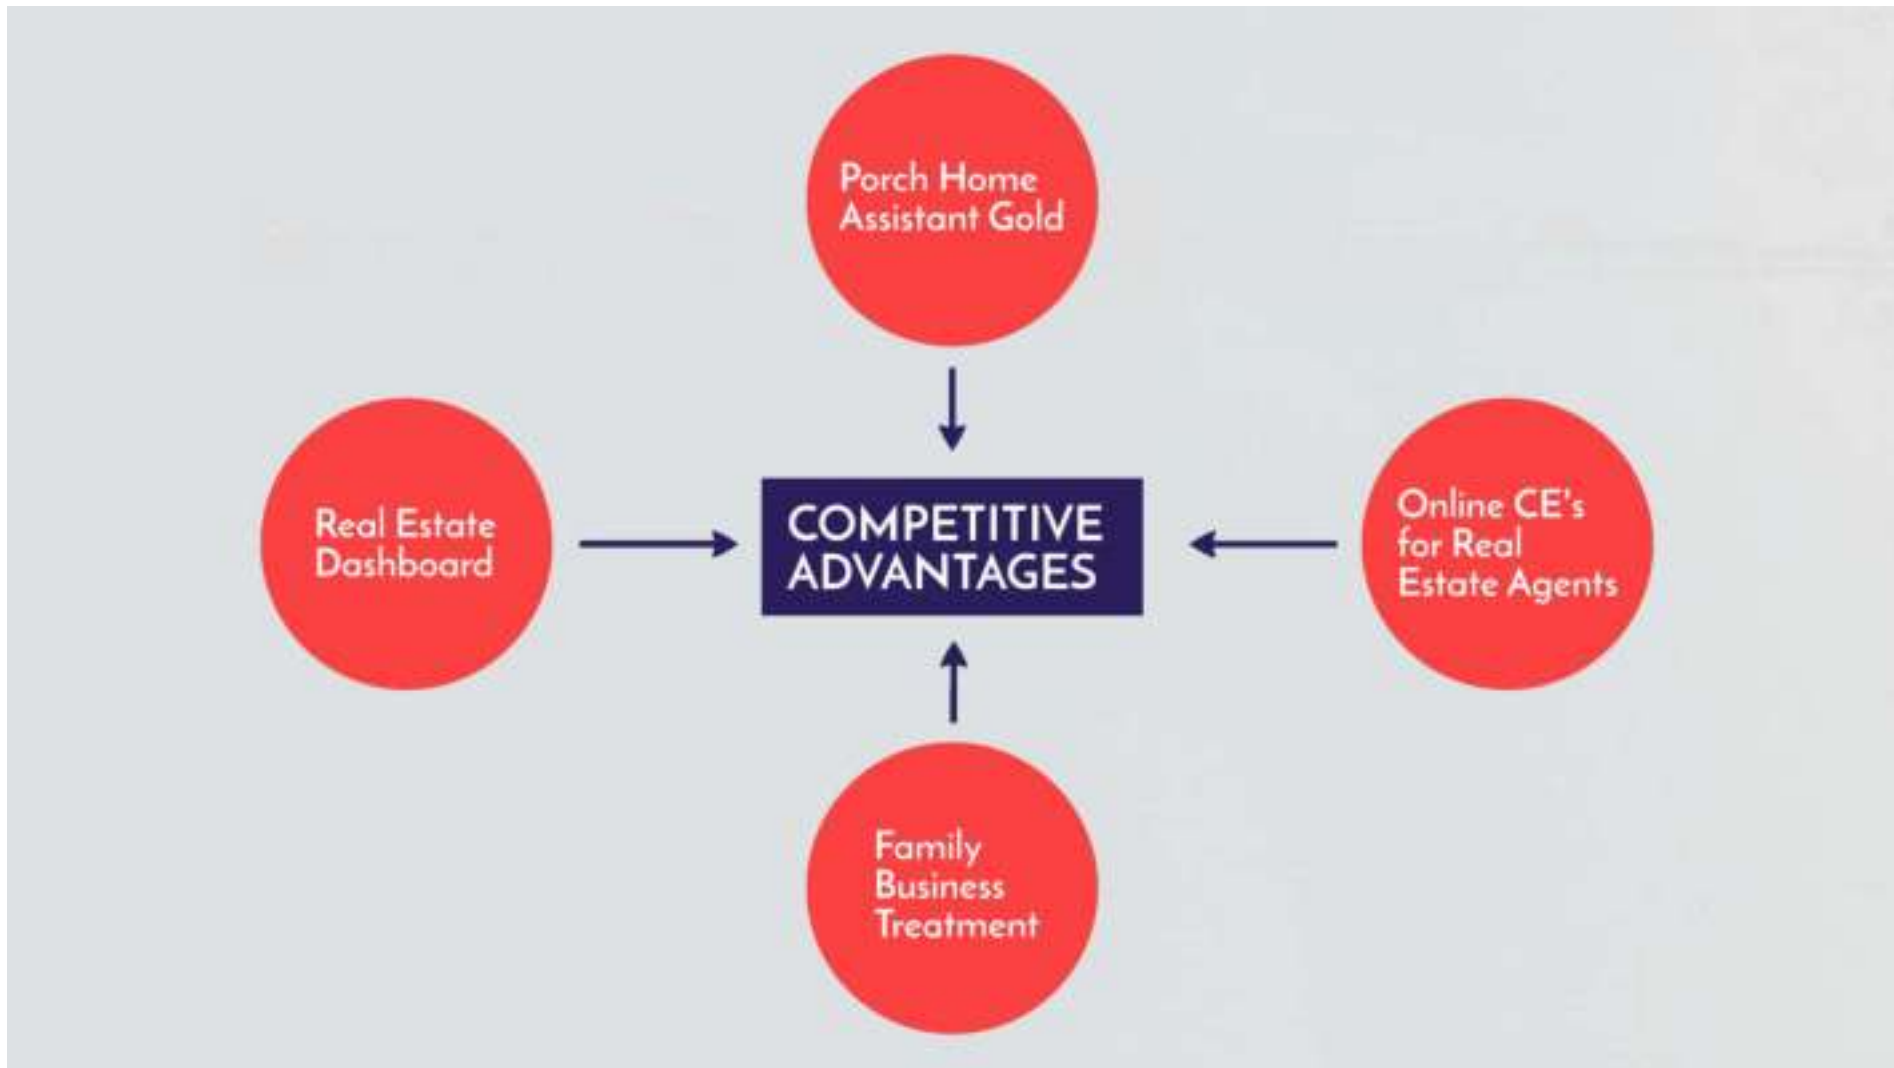 Porch Home
Assistant Gold
Real Estate
Dashboard
COMPETITIVE
ADVANTAGES
Online CE's
for Real
Estate Agents
Family
Business
Treatment